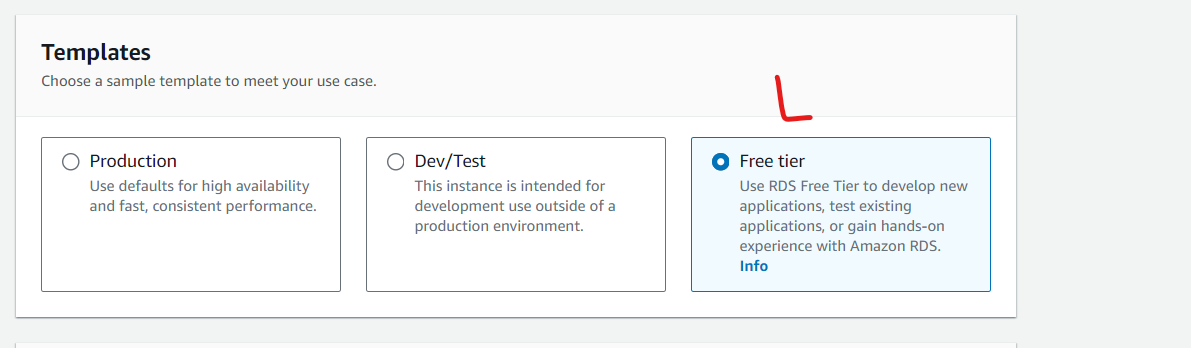 Templates
Choose a sample template to meet your use case.
Production
Use defaults for high availability
and fast, consistent performance.
Dev/Test
This instance is intended for
development use outside of a
production environment.
Free tier
Use RDS Free Tier to develop new
applications, test existing
applications, or gain hands-on
experience with Amazon RDS.
Info